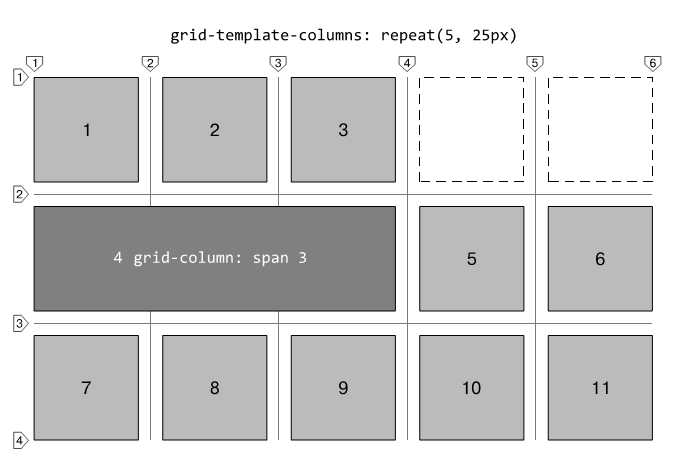 grid-template-columns: repeat(5, 25px)
1 2 3 4 5 6
1
1 2 3
2
4 grid-column: span 3 5 6
3
7 8 9 10 11
4